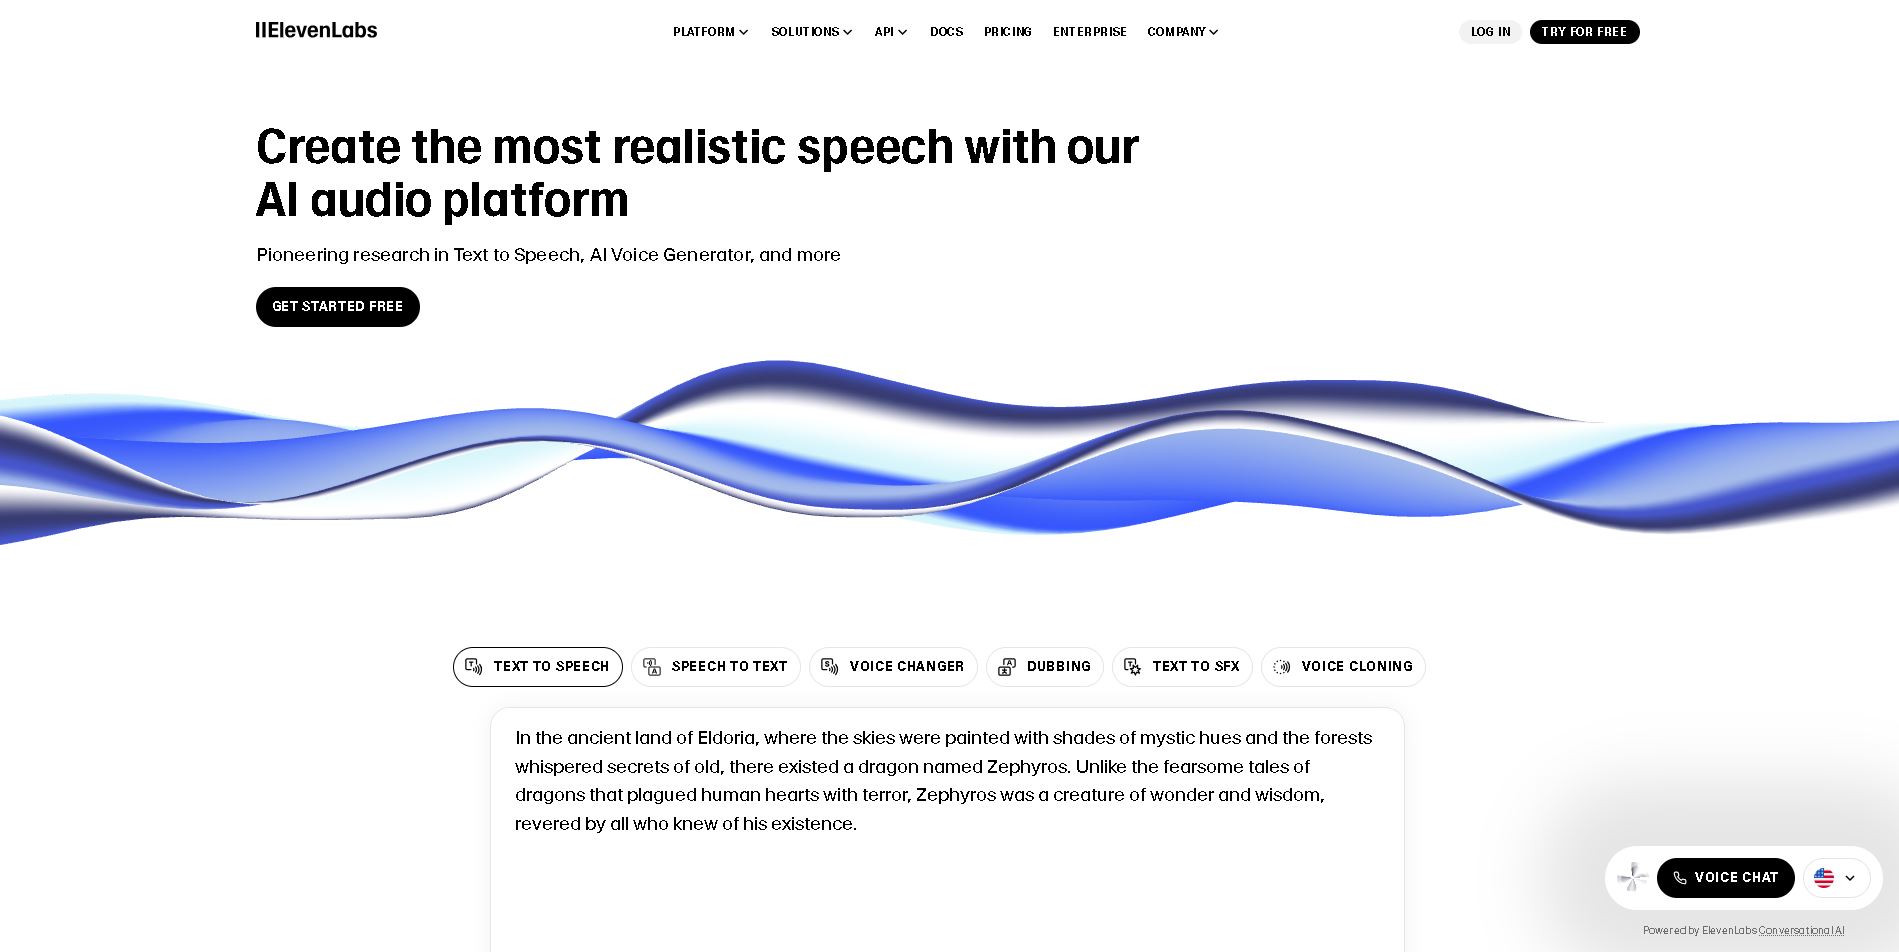 IIElevenLabs
PLATFORM
SOLUTIONS
API
DOCS
PRICING
ENTERPRISE
COMPANY
LOG IN
TRY FOR FREE
Create the most realistic speech with our
AI audio platform
Pioneering research in Text to Speech, AI Voice Generator, and more
GET STARTED FREE
TEXT TO SPEECH
SPEECH TO TEXT
VOICE CHANGER
DUBBING
TEXT TO SFX
VOICE CLONING
In the ancient land of Eldoria, where the skies were painted with shades of mystic hues and the forests
whispered secrets of old, there existed a dragon named Zephyros. Unlike the fearsome tales of
dragons that plagued human hearts with terror, Zephyros was a creature of wonder and wisdom,
revered by all who knew of his existence.
VOICE CHAT
Powered by ElevenLabs Conversational AI